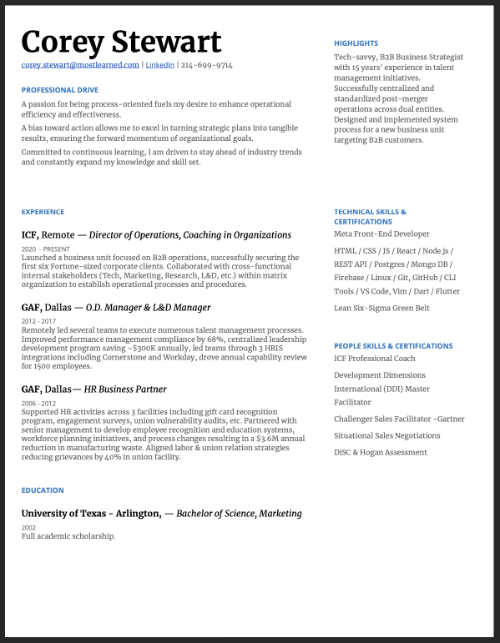 Corey Stewart
corey.stewart@mostlearned.com | LinkedIn | 214-699-9714
PROFESSIONAL DRIVE
A passion for being process-oriented fuels my desire to enhance operational
efficiency and effectiveness.
A bias toward action allows me to excel in turning strategic plans into tangible
results, ensuring the forward momentum of organizational goals.
Committed to continuous learning, I am driven to stay ahead of industry trends
and constantly expand my knowledge and skill set.
HIGHLIGHTS
Tech-savvy, B2B Business Strategist
with 15 years' experience in talent
management initiatives.
Successfully centralized and
standardized post-merger
operations across dual entities.
Designed and implemented system
process for a new business unit
targeting B2B customers.
EXPERIENCE
ICF, Remote — Director of Operations, Coaching in Organizations
2020 - PRESENT
Launched a business unit focused on B2B operations, successfully securing the
first six Fortune-sized corporate clients. Collaborated with cross-functional
internal stakeholders (Tech, Marketing, Research, L&D, etc.) within matrix
organization to establish operational processes and procedures.
GAF, Dallas — O.D. Manager & L&D Manager
2012 - 2017
Remotely led several teams to execute numerous talent management processes.
Improved performance management compliance by 68%, centralized leadership
development program saving ~$300K annually, led teams through 3 HRIS
integrations including Cornerstone and Workday, drove annual capability review
for 1500 employees.
GAF, Dallas— HR Business Partner
2006 - 2012
Supported HR activities across 3 facilities including gift card recognition
program, engagement surveys, union vulnerability audits, etc. Partnered with
senior management to develop employee recognition and education systems,
workforce planning initiatives, and process changes resulting in a $3.6M annual
reduction in manufacturing waste. Aligned labor & union relation strategies
reducing grievances by 40% in union facility.
EDUCATION
University of Texas - Arlington, — Bachelor of Science, Marketing
2002
Full academic scholarship.
TECHNICAL SKILLS &
CERTIFICATIONS
Meta Front-End Developer
HTML / CSS / JS / React / Node.js /
REST API / Postgres / Mongo DB /
Firebase / Linux / Git, GitHub / CLI
Tools / VS Code, Vim / Dart / Flutter
Lean Six-Sigma Green Belt
PEOPLE SKILLS & CERTIFICATIONS
ICF Professional Coach
Development Dimensions
International (DDI) Master
Facilitator
Challenger Sales Facilitator -Gartner
Situational Sales Negotiations
DiSC & Hogan Assessment